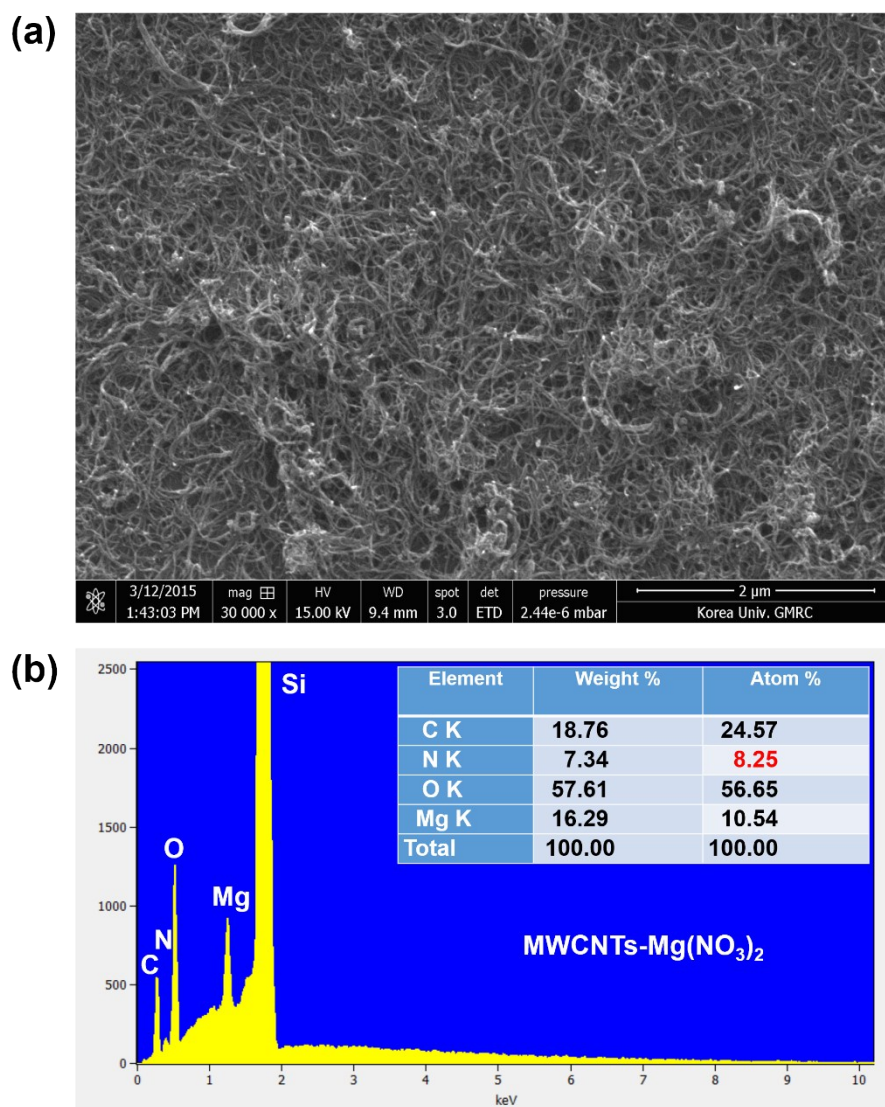 (a)
3/12/2015 mag HV WD spot det pressure 2 µm
1:43:03 PM 30 000 x 15.00 kV 9.4 mm 3.0 ETD 2.44e-6 mbar Korea Univ. GMRC
(b)
2500
2000
1500
1000
500
0
Si
O
Mg
N
C
Element Weight % Atom %
C K 18.76 24.57
N K 7.34 8.25
O K 57.61 56.65
Mg K 16.29 10.54
Total 100.00 100.00
MWCNTs-Mg(NO₃)₂
0 1 2 3 4 5 6 7 8 9 10
keV